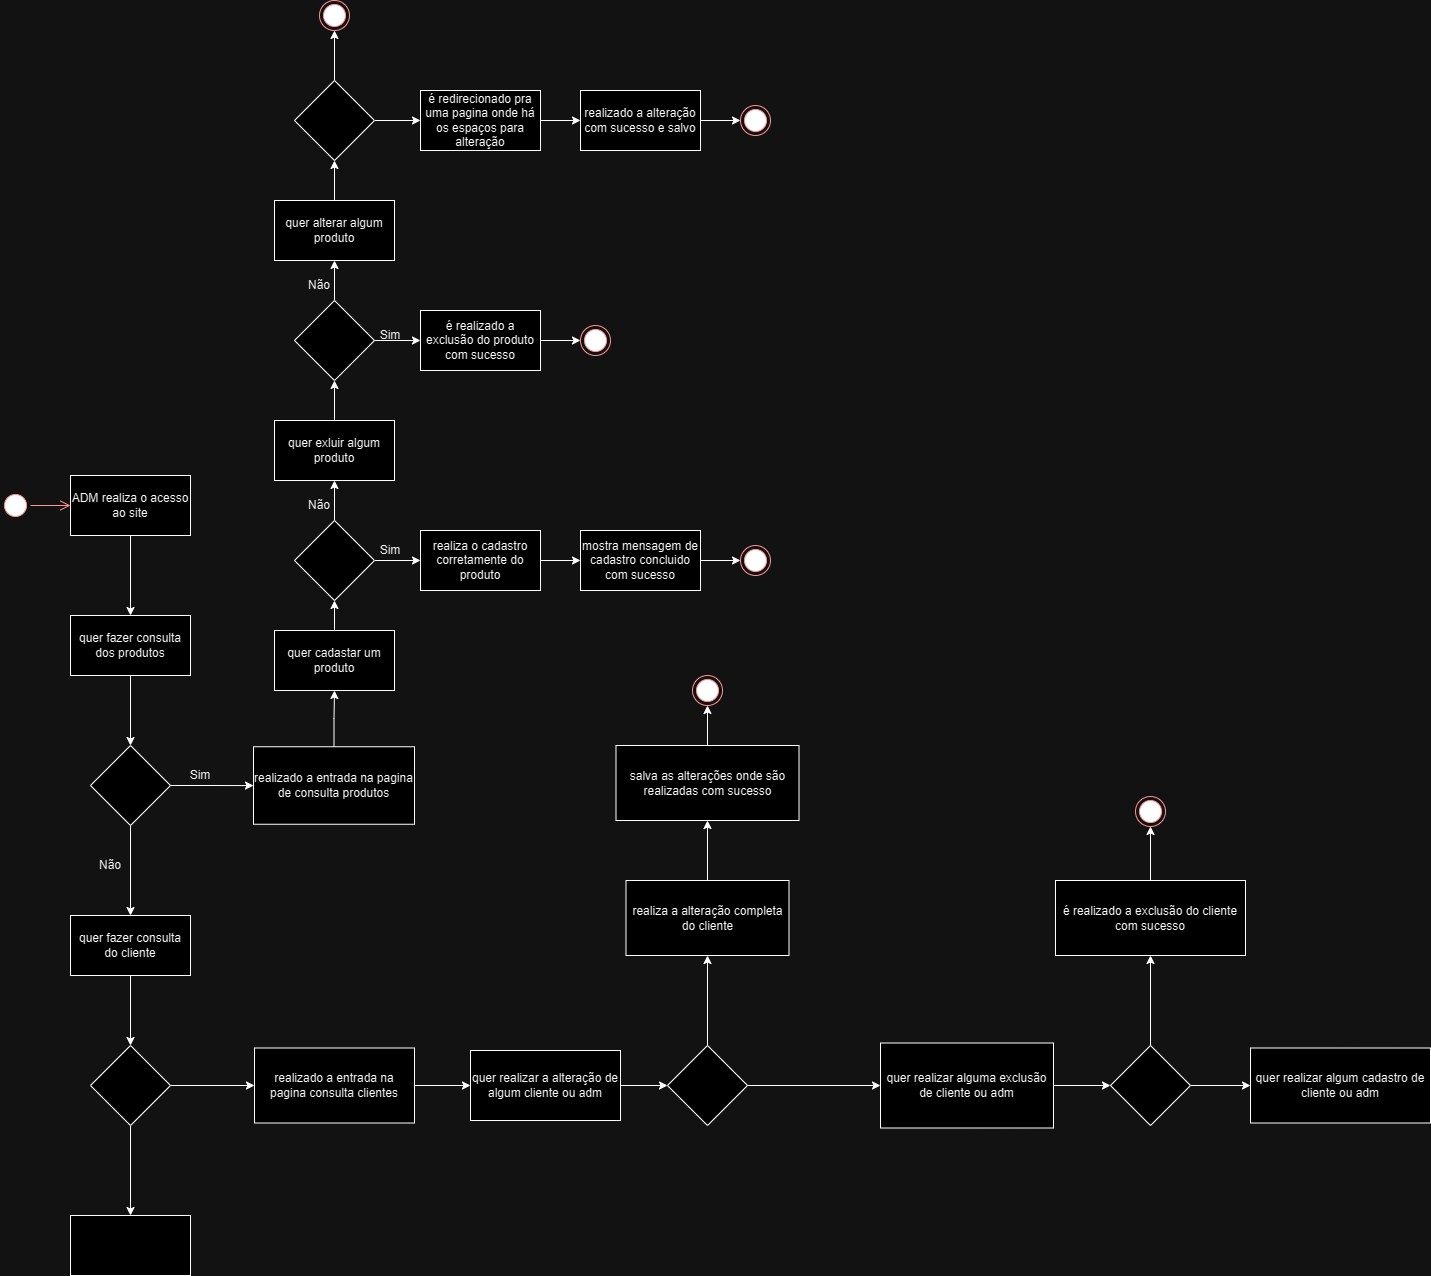 é redirecionado pra
uma pagina onde há
os espaços para
alteração
realizado a alteração
com sucesso e salvo
quer alterar algum
produto
Não
Sim
é realizado a
exclusão do produto
com sucesso
quer exluir algum
produto
ADM realiza o acesso
ao site
Não
Sim
realiza o cadastro
corretamente do
produto
mostra mensagem de
cadastro concluido
com sucesso
quer fazer consulta
dos produtos
quer cadastar um
produto
Sim
realizado a entrada na pagina
de consulta produtos
salva as alterações onde são
realizadas com sucesso
Não
quer fazer consulta
do cliente
realiza a alteração completa
do cliente
é realizado a exclusão do cliente
com sucesso
realizado a entrada na
pagina consulta clientes
quer realizar a alteração de
algum cliente ou adm
quer realizar alguma exclusão
de cliente ou adm
quer realizar algum cadastro de
cliente ou adm